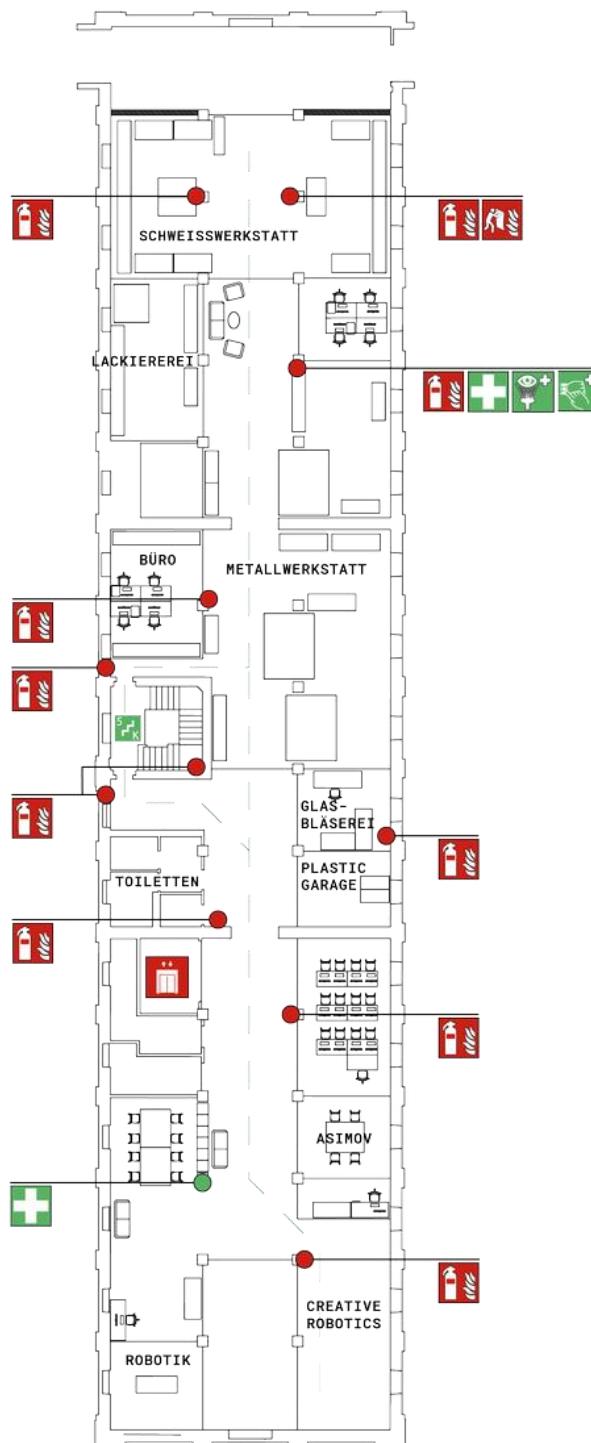 SCHWEISSWERKSTATT
LACKIEREREI
BÜRO
METALLWERKSTATT
S
K
GLAS-
BLÄSEREI
PLASTIC
GARAGE
TOILETTEN
ASIMOV
CREATIVE
ROBOTICS
ROBOTIK